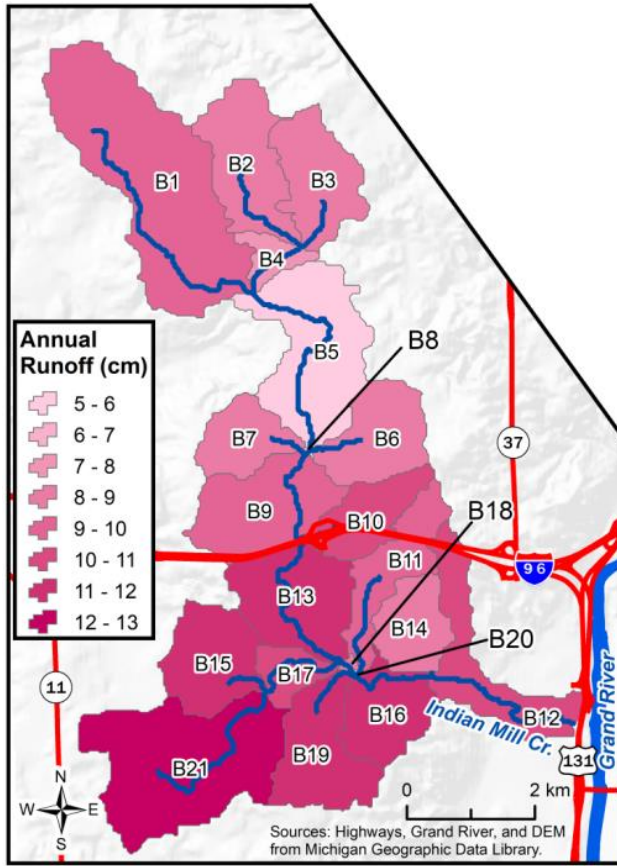 B1
B2
B3
B4
B5
B8
B7
B6
B9
B10
B18
B11
B13
B14
B20
B15
B17
B16
B12
B19
B21
Annual
Runoff (cm)
5 - 6
6 - 7
7 - 8
8 - 9
9 - 10
10 - 11
11 - 12
12 - 13
37
96
11
131
Indian Mill Cr.
Grand River
N
W E
S
0 2 km
Sources: Highways, Grand River, and DEM
from Michigan Geographic Data Library.